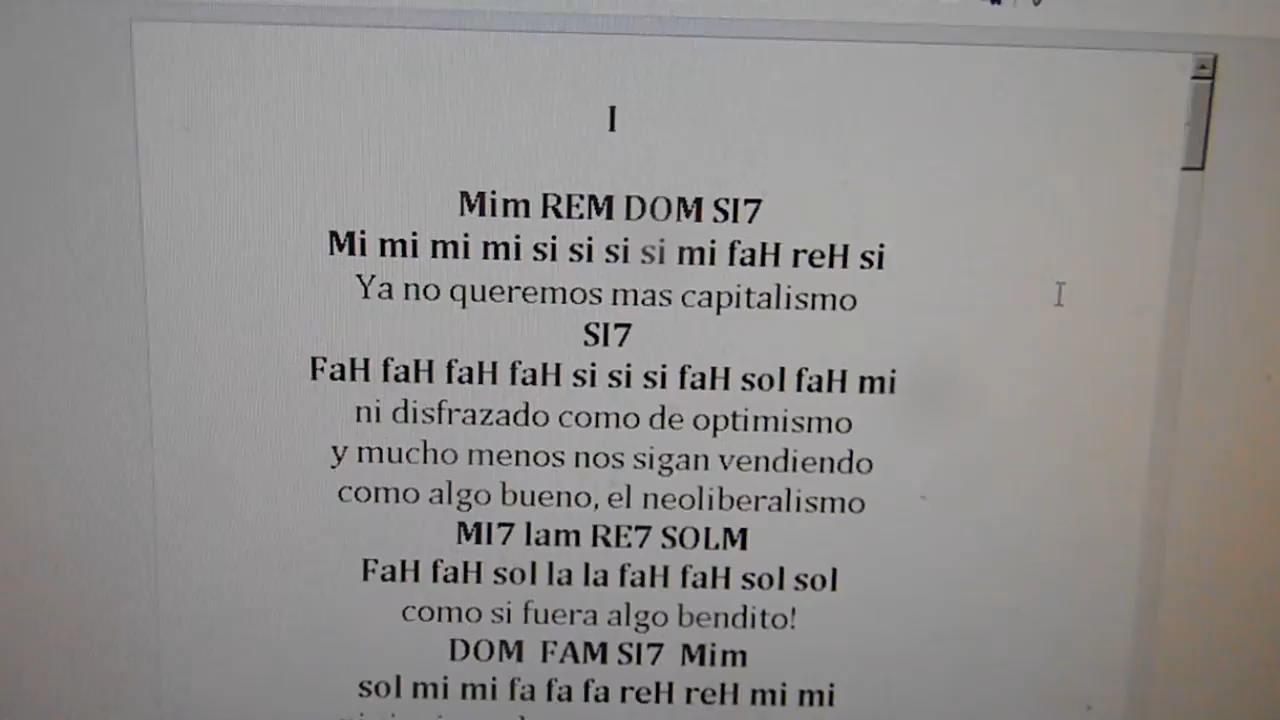 I
Mim REM DOM SI7
Mi mi mi mi si si si si mi faH reH si
Ya no queremos mas capitalismo
SI7
FaH faH faH faH si si si faH sol faH mi
ni disfrazado como de optimismo
y mucho menos nos sigan vendiendo
como algo bueno, el neoliberalismo
MI7 lam RE7 SOLM
FaH faH sol la la faH faH sol sol
como si fuera algo bendito!
DOM FAM SI7 Mim
sol mi mi fa fa fa reH reH mi mi